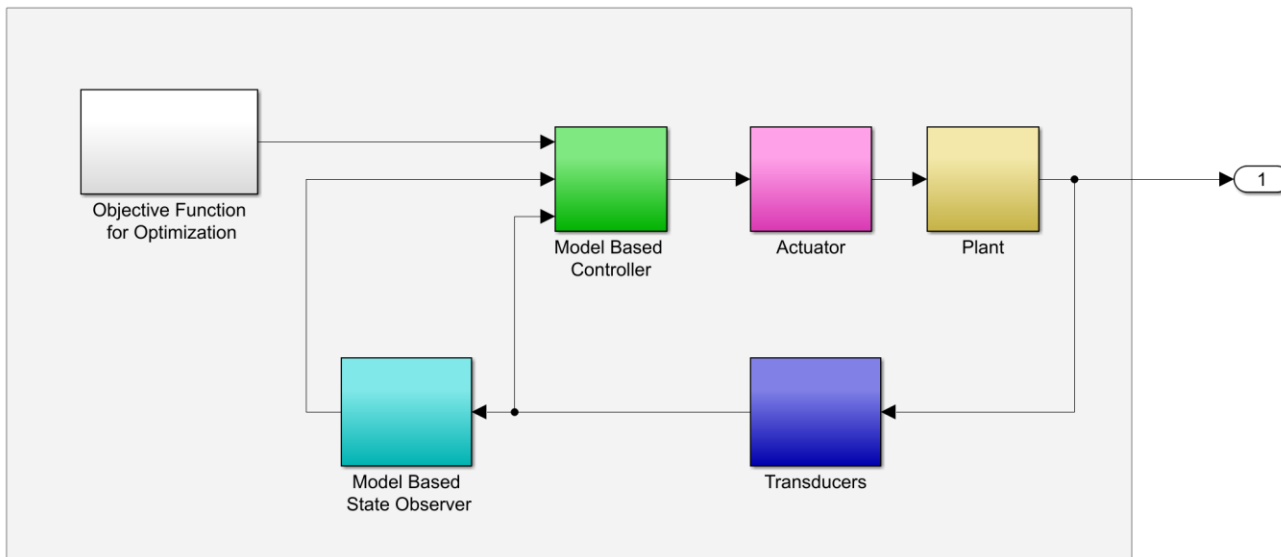 Objective Function
for Optimization
Model Based
Controller
Actuator
Plant
1
Model Based
State Observer
Transducers